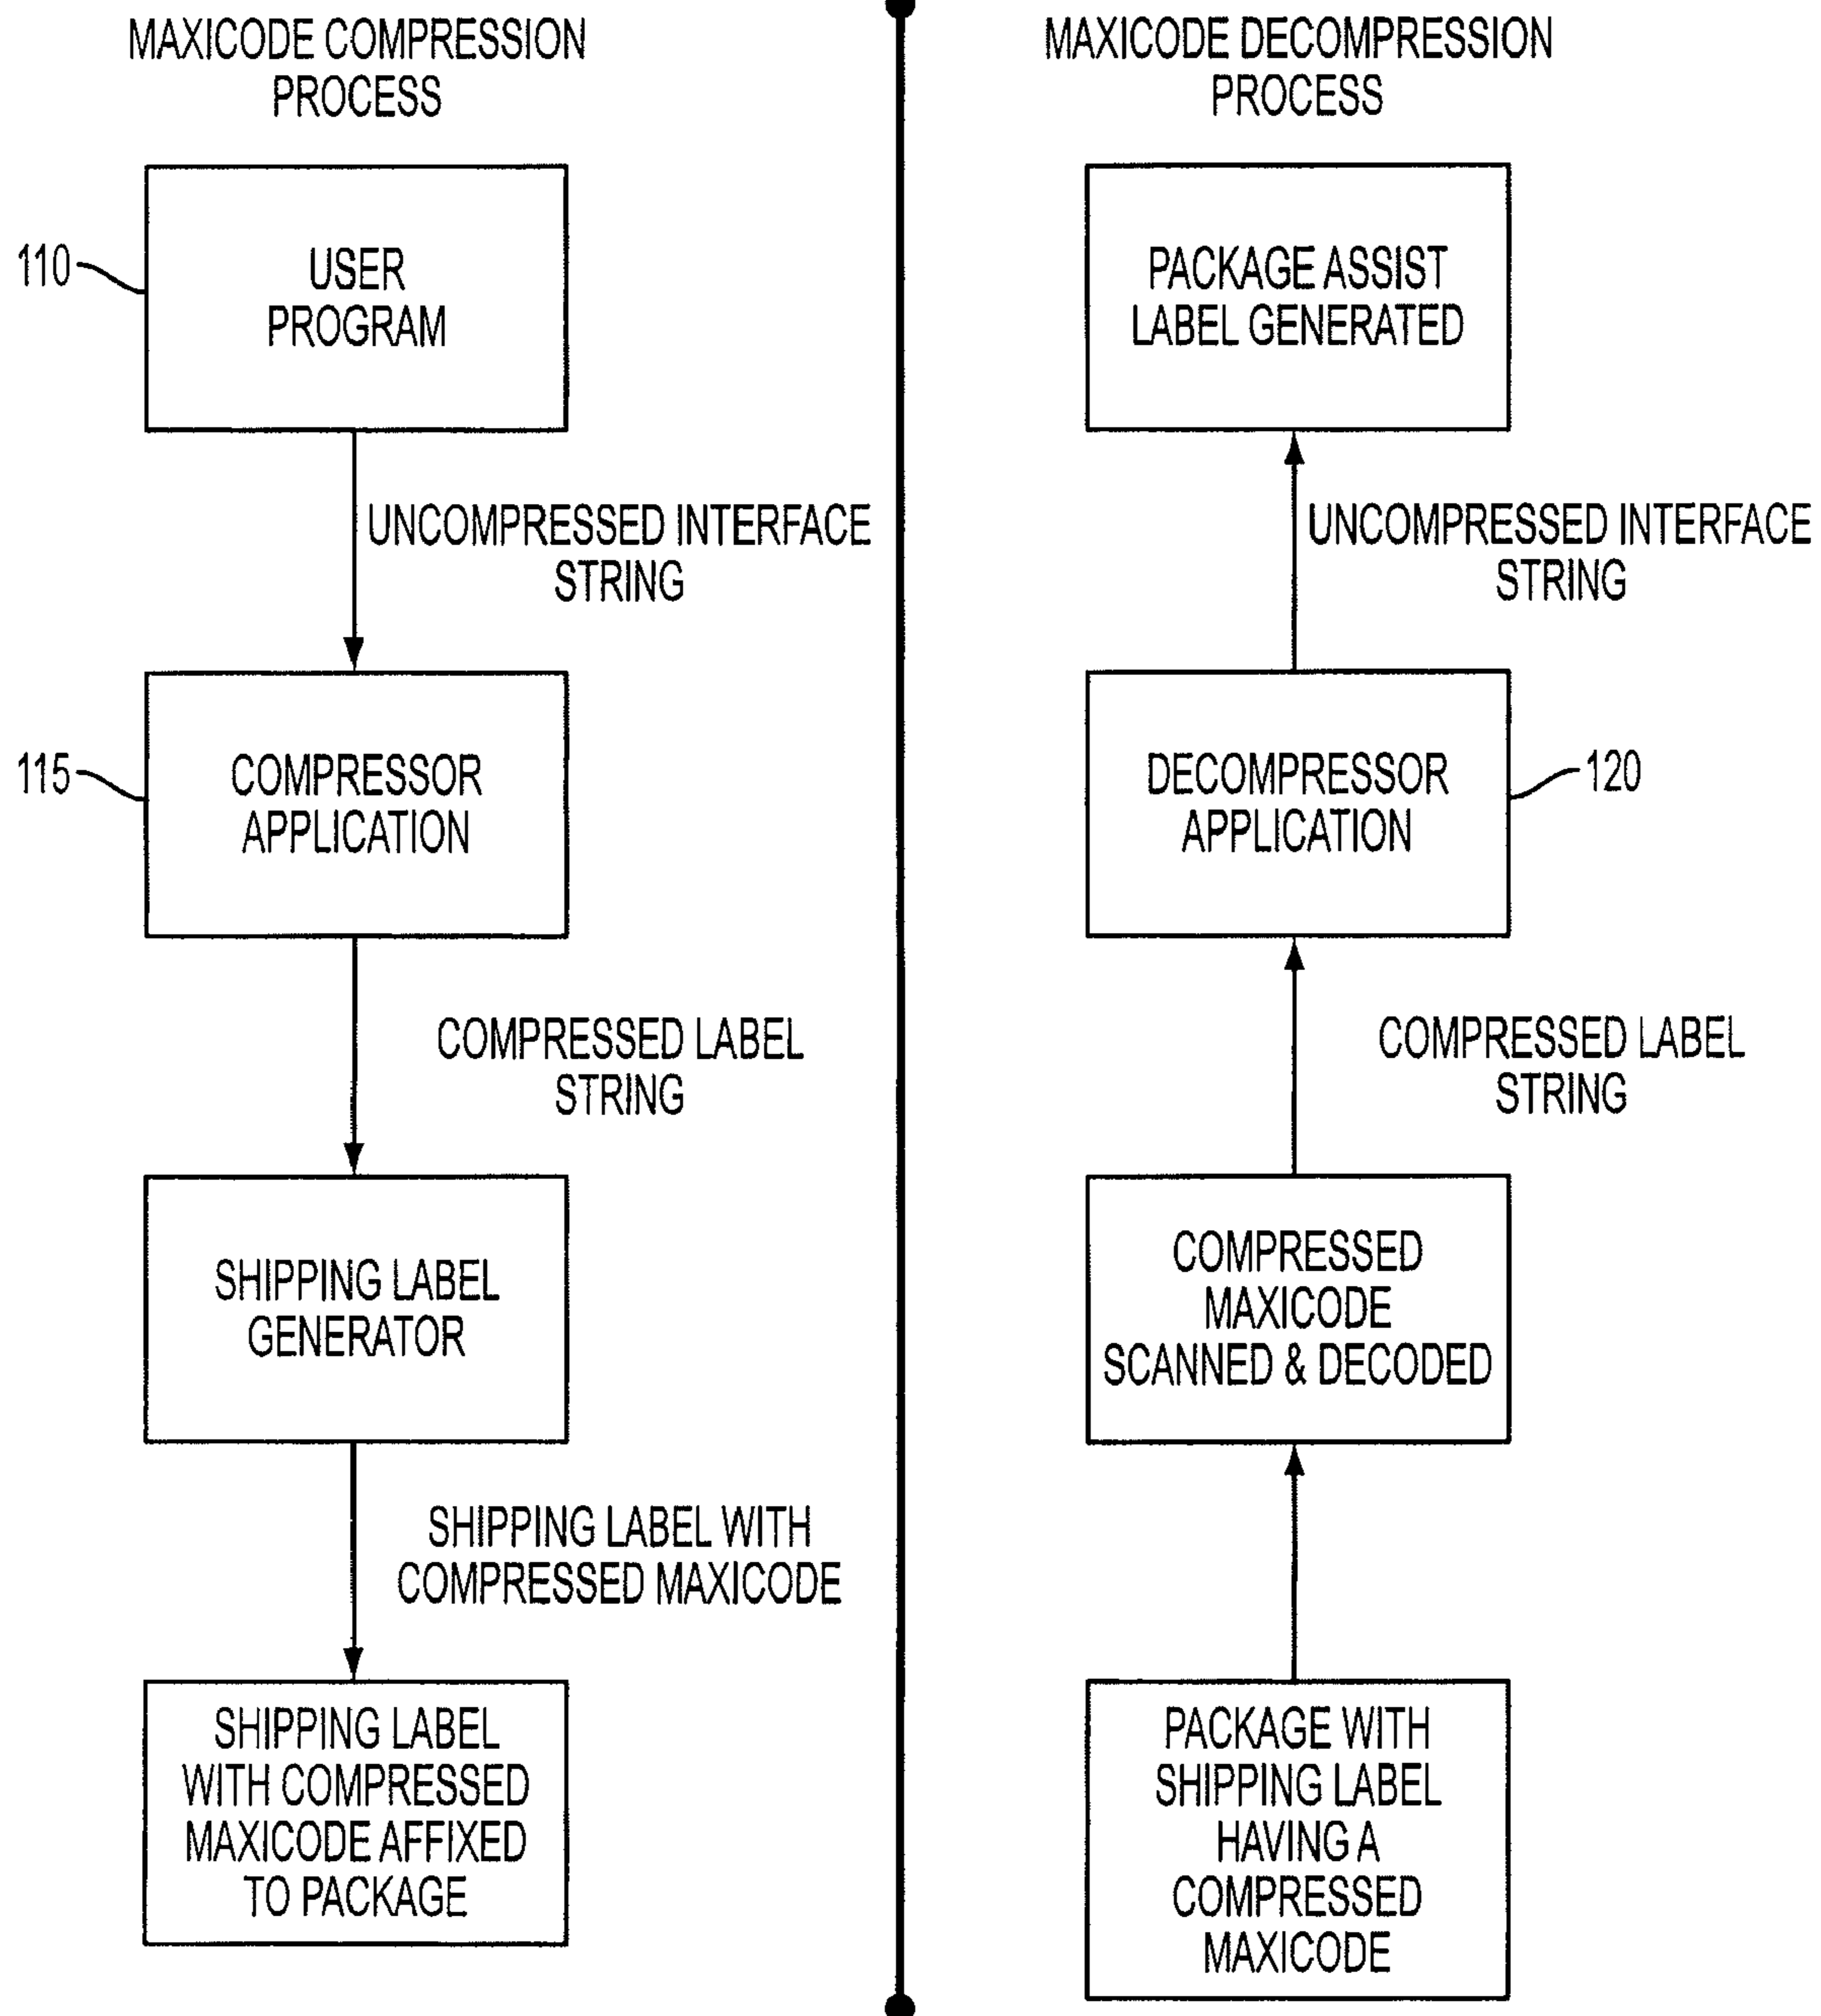 MAXICODE COMPRESSION
PROCESS
110
USER
PROGRAM
UNCOMPRESSED INTERFACE
STRING
115
COMPRESSOR
APPLICATION
COMPRESSED LABEL
STRING
SHIPPING LABEL
GENERATOR
SHIPPING LABEL WITH
COMPRESSED MAXICODE
SHIPPING LABEL
WITH COMPRESSED
MAXICODE AFFIXED
TO PACKAGE
MAXICODE DECOMPRESSION
PROCESS
PACKAGE ASSIST
LABEL GENERATED
UNCOMPRESSED INTERFACE
STRING
DECOMPRESSOR
APPLICATION
120
COMPRESSED LABEL
STRING
COMPRESSED
MAXICODE
SCANNED & DECODED
PACKAGE WITH
SHIPPING LABEL
HAVING A
COMPRESSED
MAXICODE